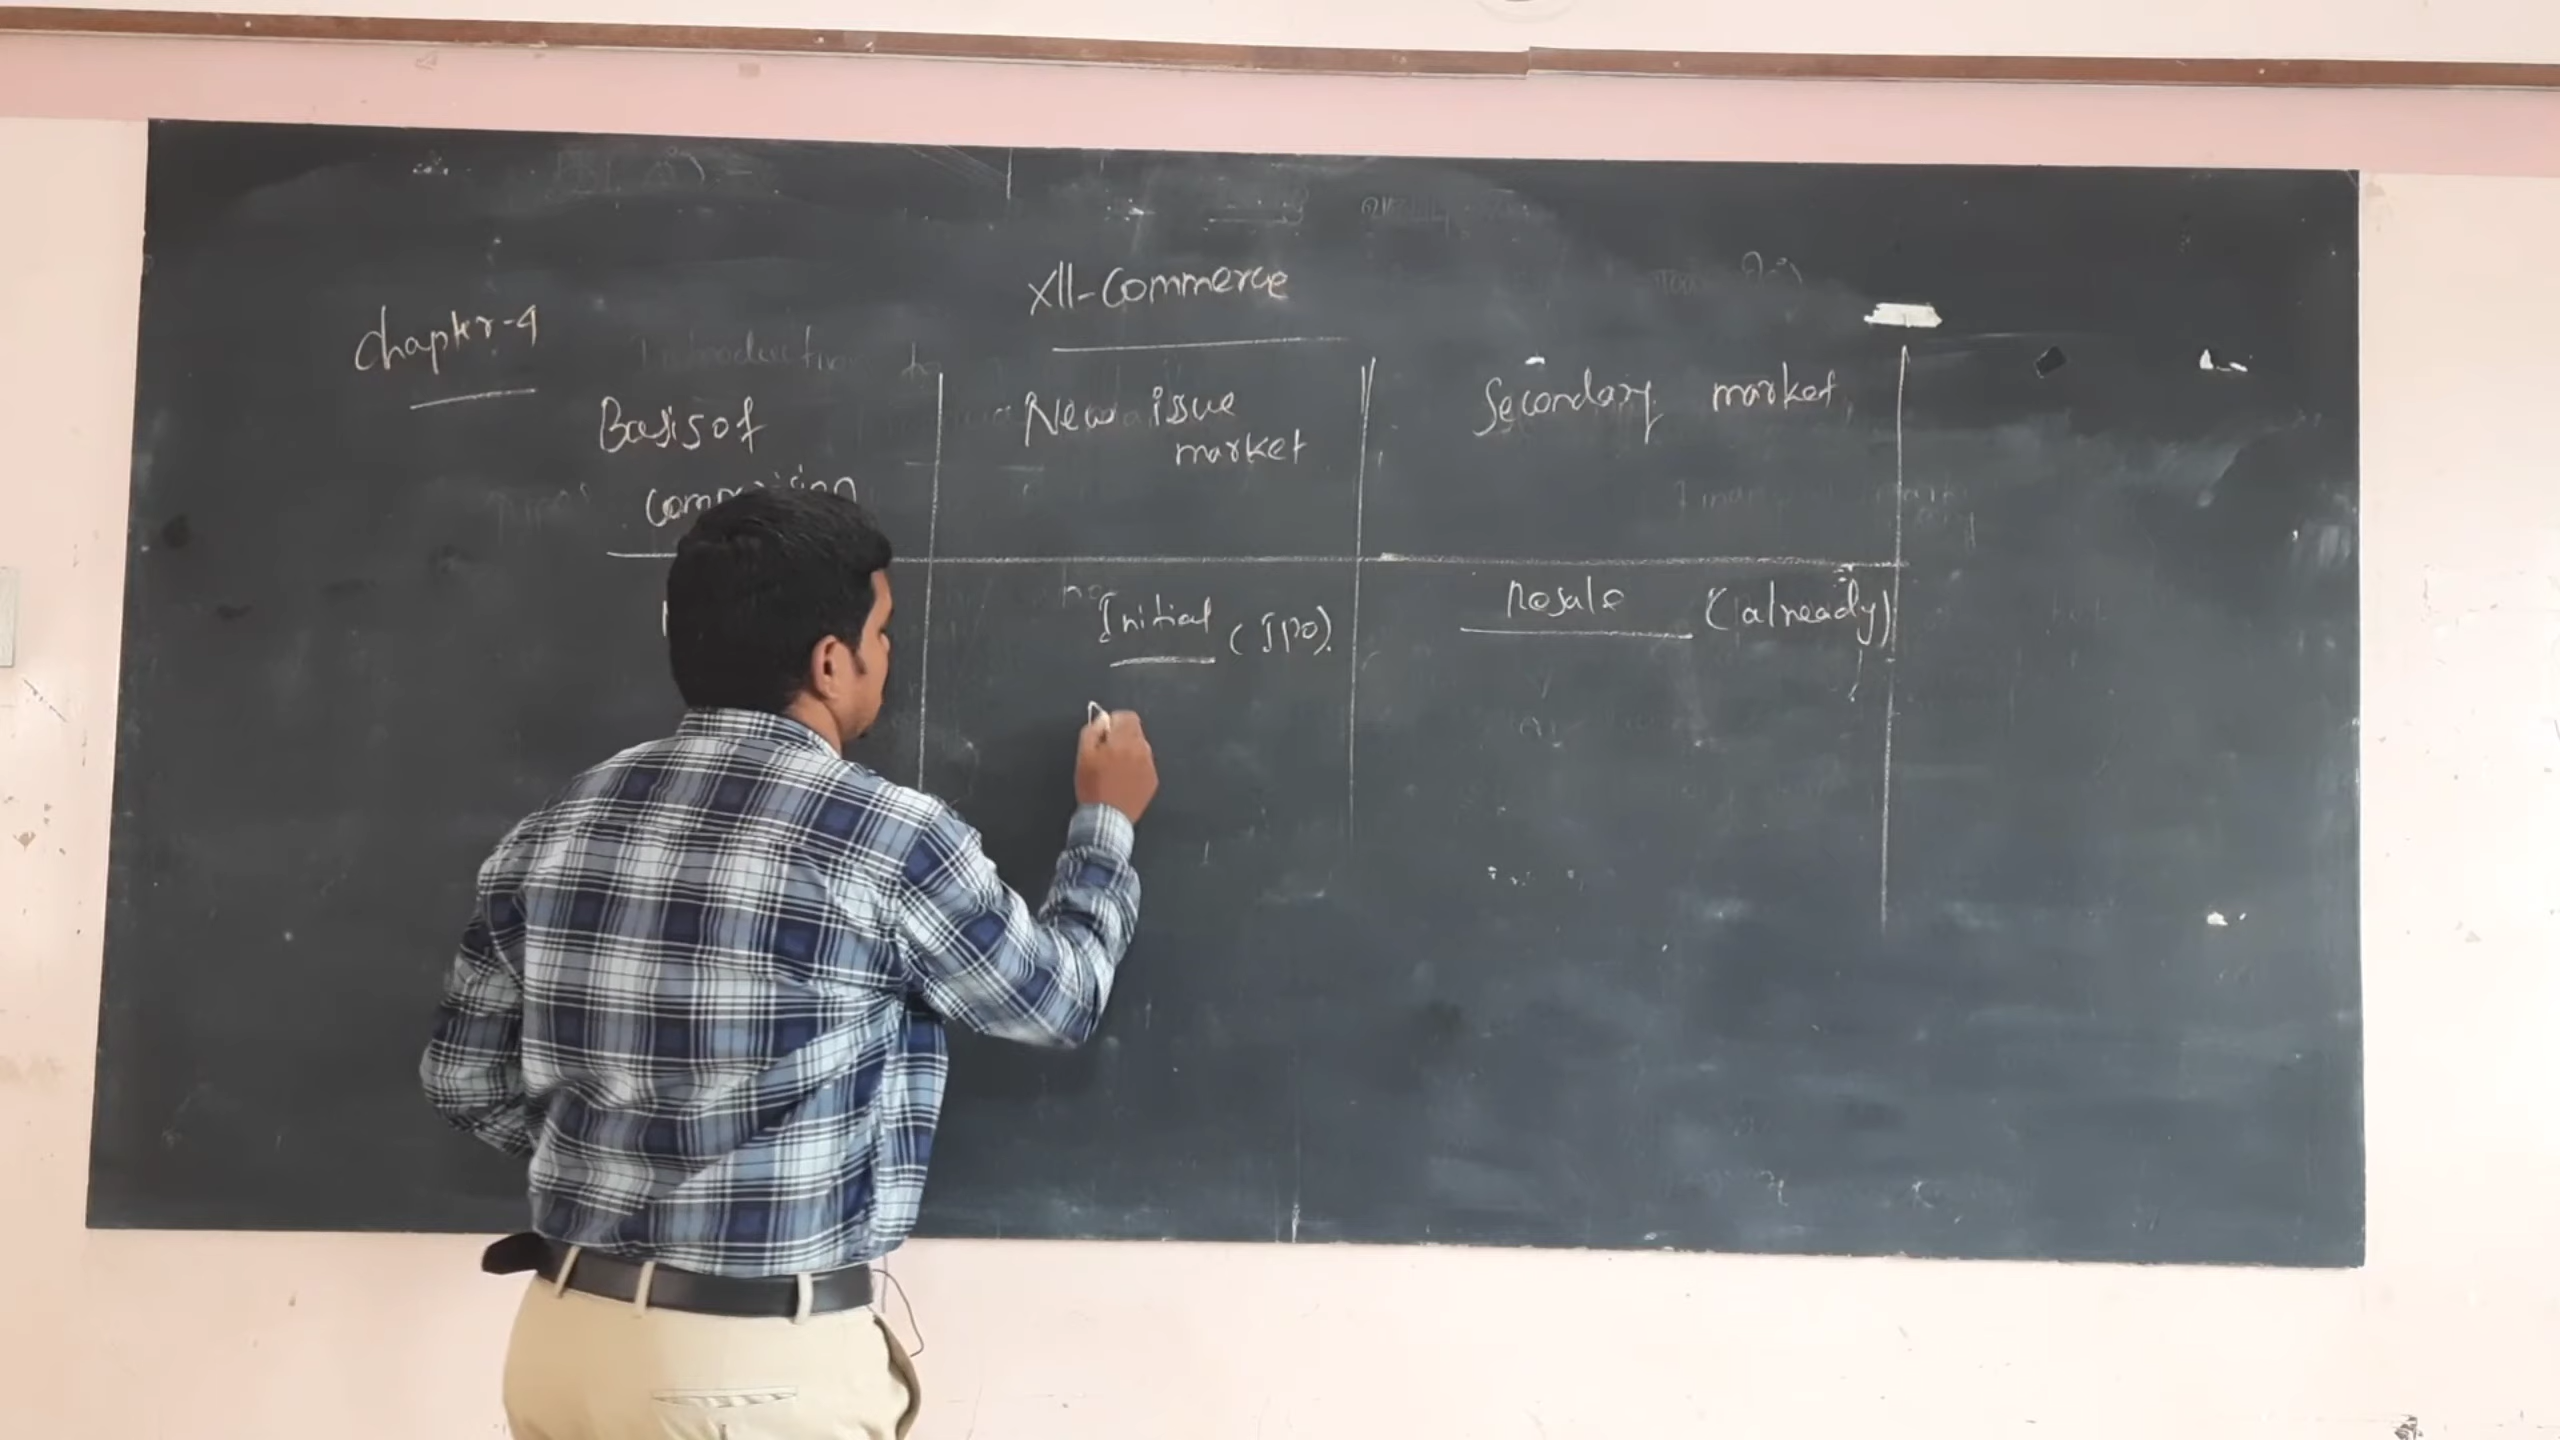 XII-Commerce
Chapter-4
Basis of
New issue
market
Secondary market
Initial (IPO).
Resale (already)